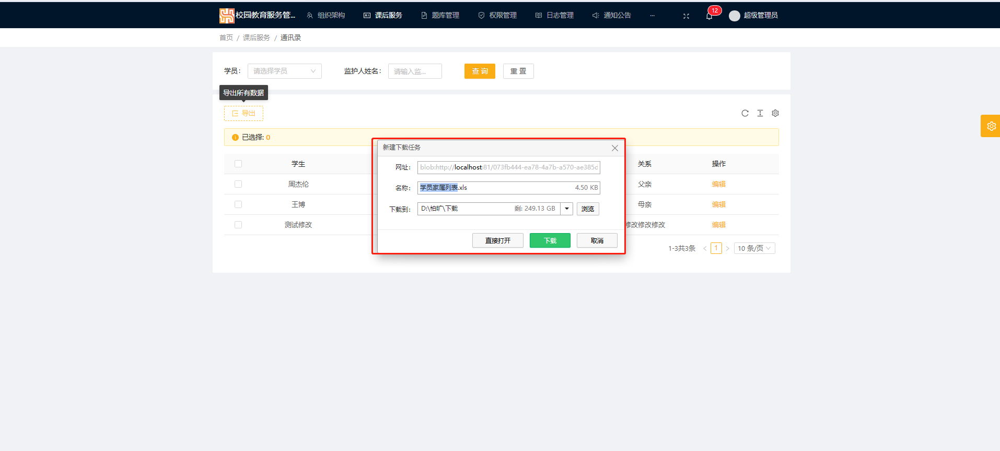 校园教育服务管... 组织架构 课后服务 题库管理 权限管理 日志管理 通知公告 ... 12 超级管理员
首页 / 课后服务 / 通讯录
学员： 请选择学员 监护人姓名： 请输入监... 查 询 重 置
导出所有数据
导出
已选择: 0
新建下载任务
网址： blob:http://localhost:81/073fb444-ea78-4a7b-a570-ae385d
名称： 学员家属列表.xls 4.50 KB
下载到： D:\柏旷\下载 剩: 249.13 GB 浏览
直接打开 下载 取消
学生 关系 操作
周杰伦 父亲 编辑
王博 母亲 编辑
测试修改 修改修改修改 编辑
1-3共3条 < 1 > 10 条/页